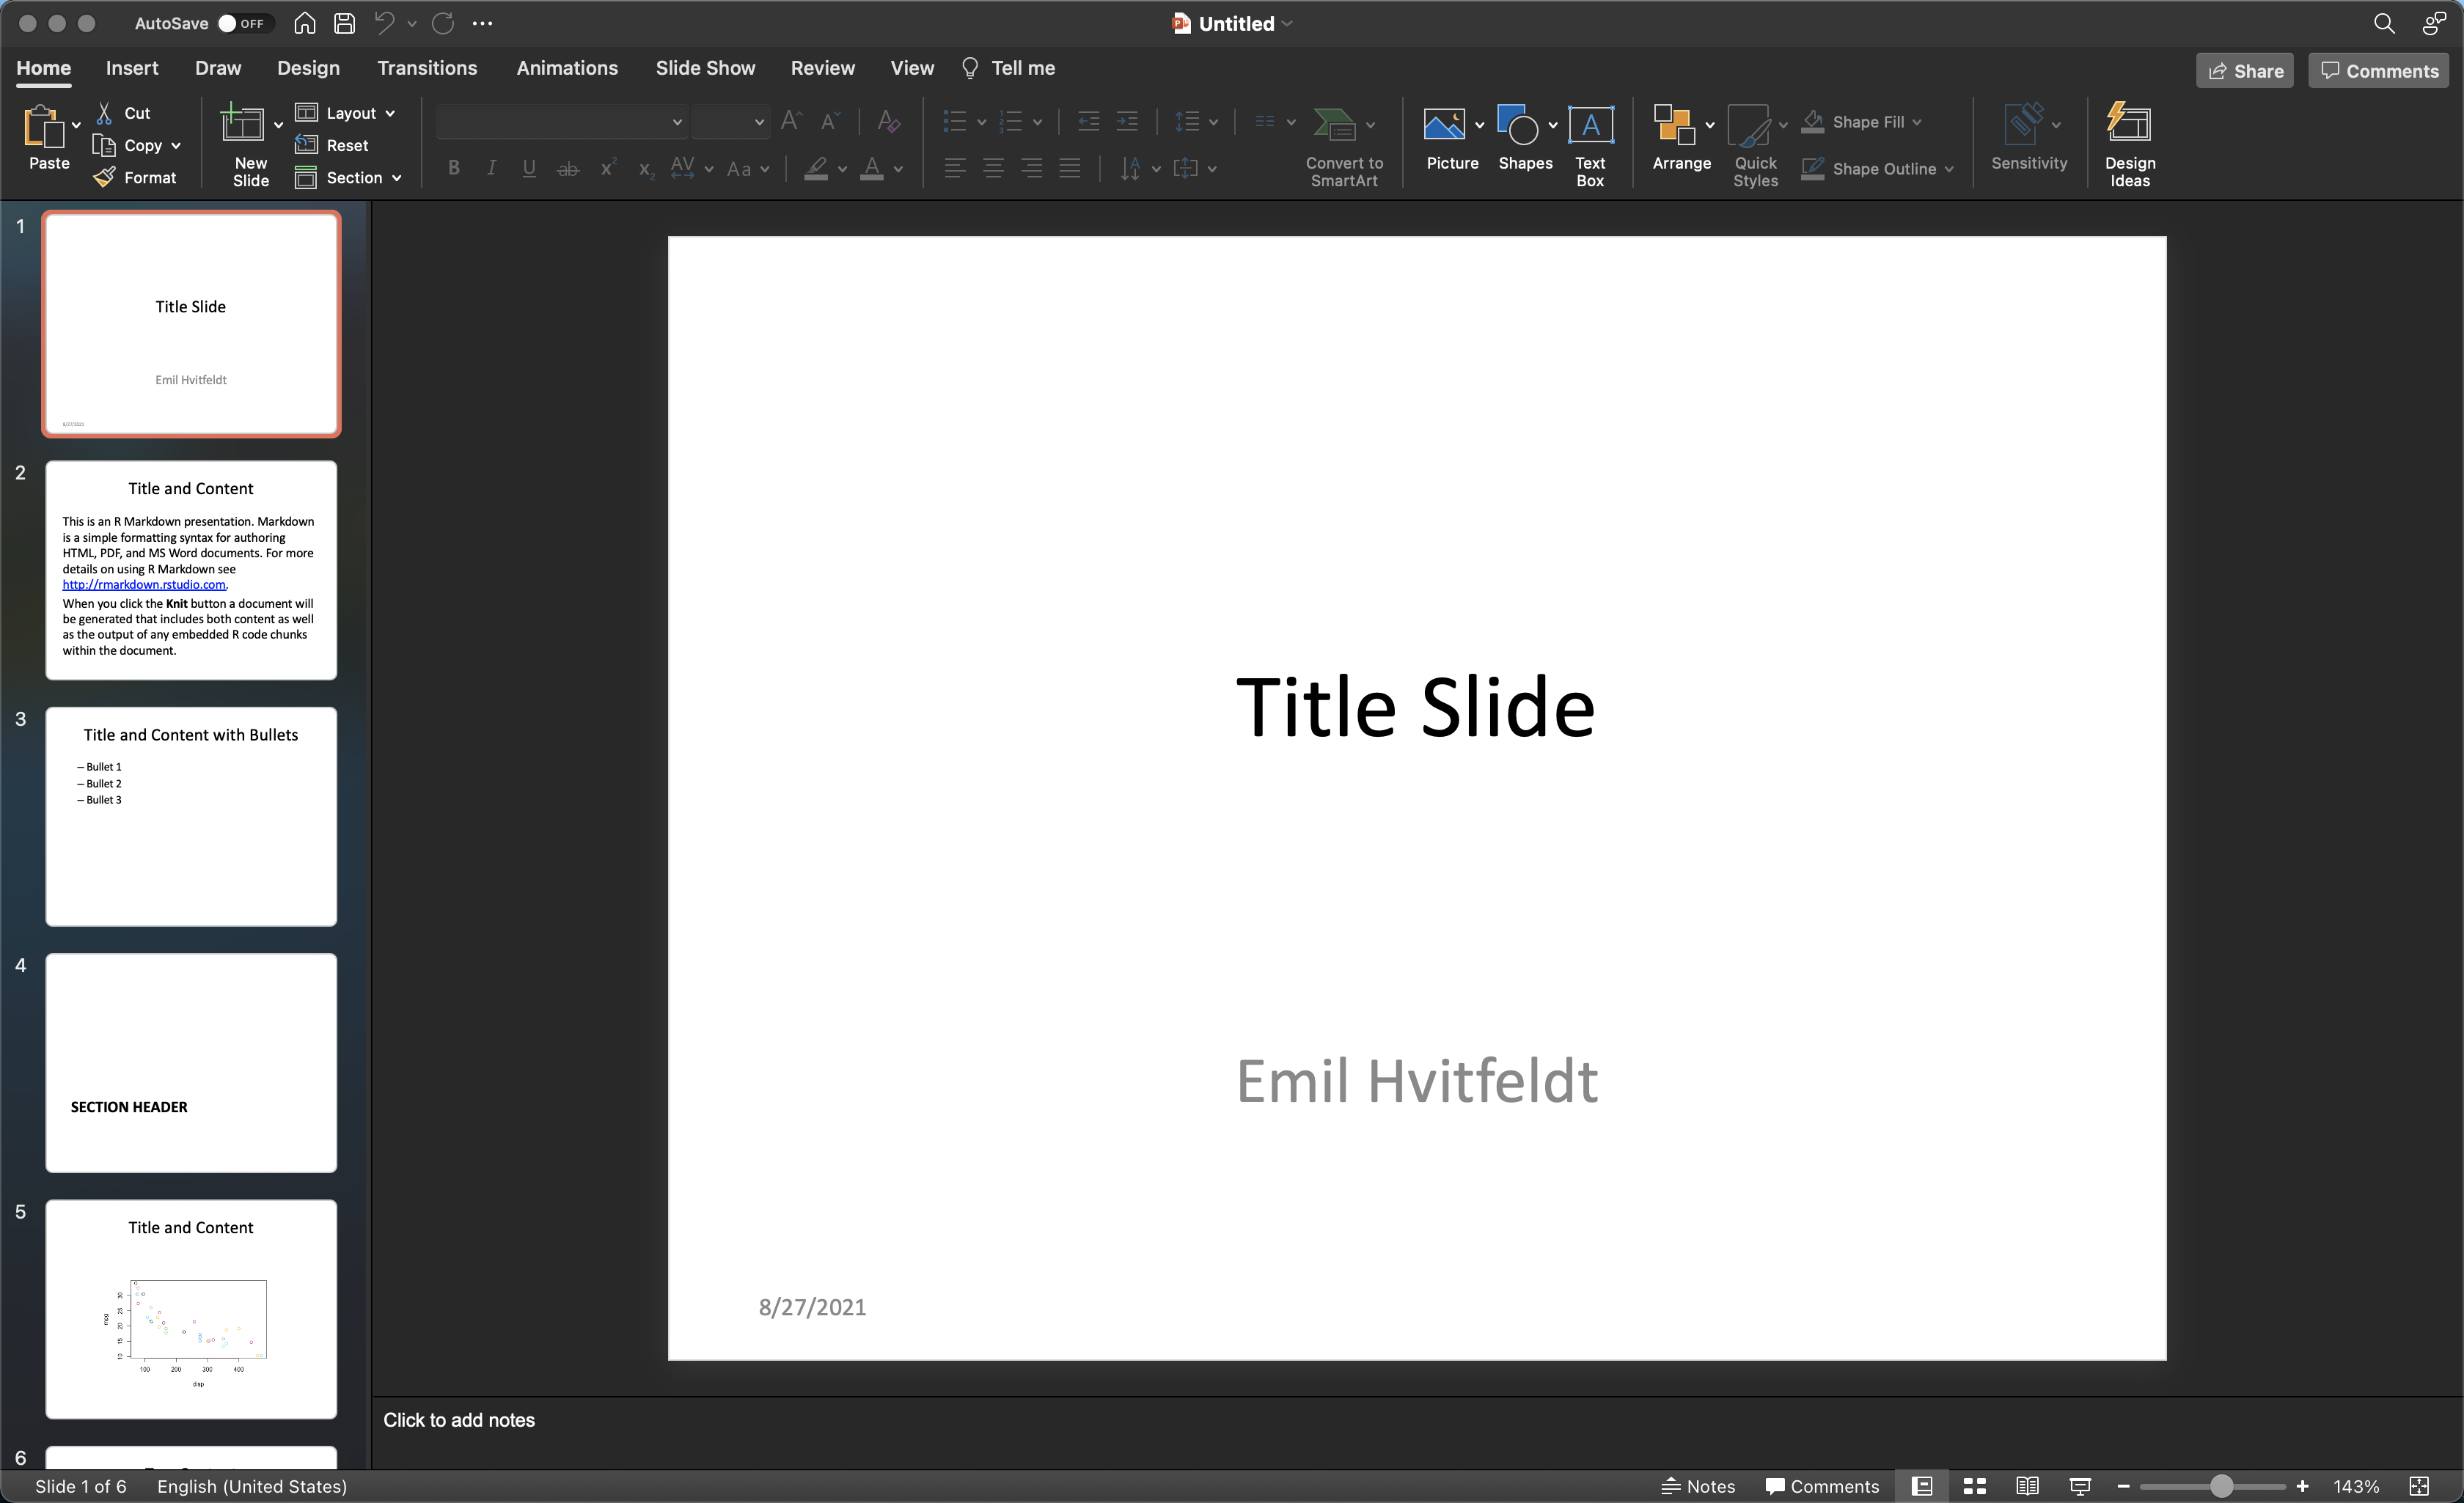 AutoSave OFF
Untitled
Home Insert Draw Design Transitions Animations Slide Show Review View Tell me
Share Comments
Paste
Cut
Copy
Format
New
Slide
Layout
Reset
Section
Convert to
SmartArt
Picture
Shapes
Text
Box
Arrange
Quick
Styles
Shape Fill
Shape Outline
Sensitivity
Design
Ideas
1
Title Slide
Emil Hvitfeldt
8/27/2021
2
Title and Content
This is an R Markdown presentation. Markdown
is a simple formatting syntax for authoring
HTML, PDF, and MS Word documents. For more
details on using R Markdown see
http://rmarkdown.rstudio.com.
When you click the Knit button a document will
be generated that includes both content as well
as the output of any embedded R code chunks
within the document.
3
Title and Content with Bullets
– Bullet 1
– Bullet 2
– Bullet 3
4
SECTION HEADER
5
Title and Content
mpg
30
25
20
15
10
100 200 300 400
disp
6
Title Slide
Emil Hvitfeldt
8/27/2021
Click to add notes
Slide 1 of 6 English (United States) Notes Comments 143%